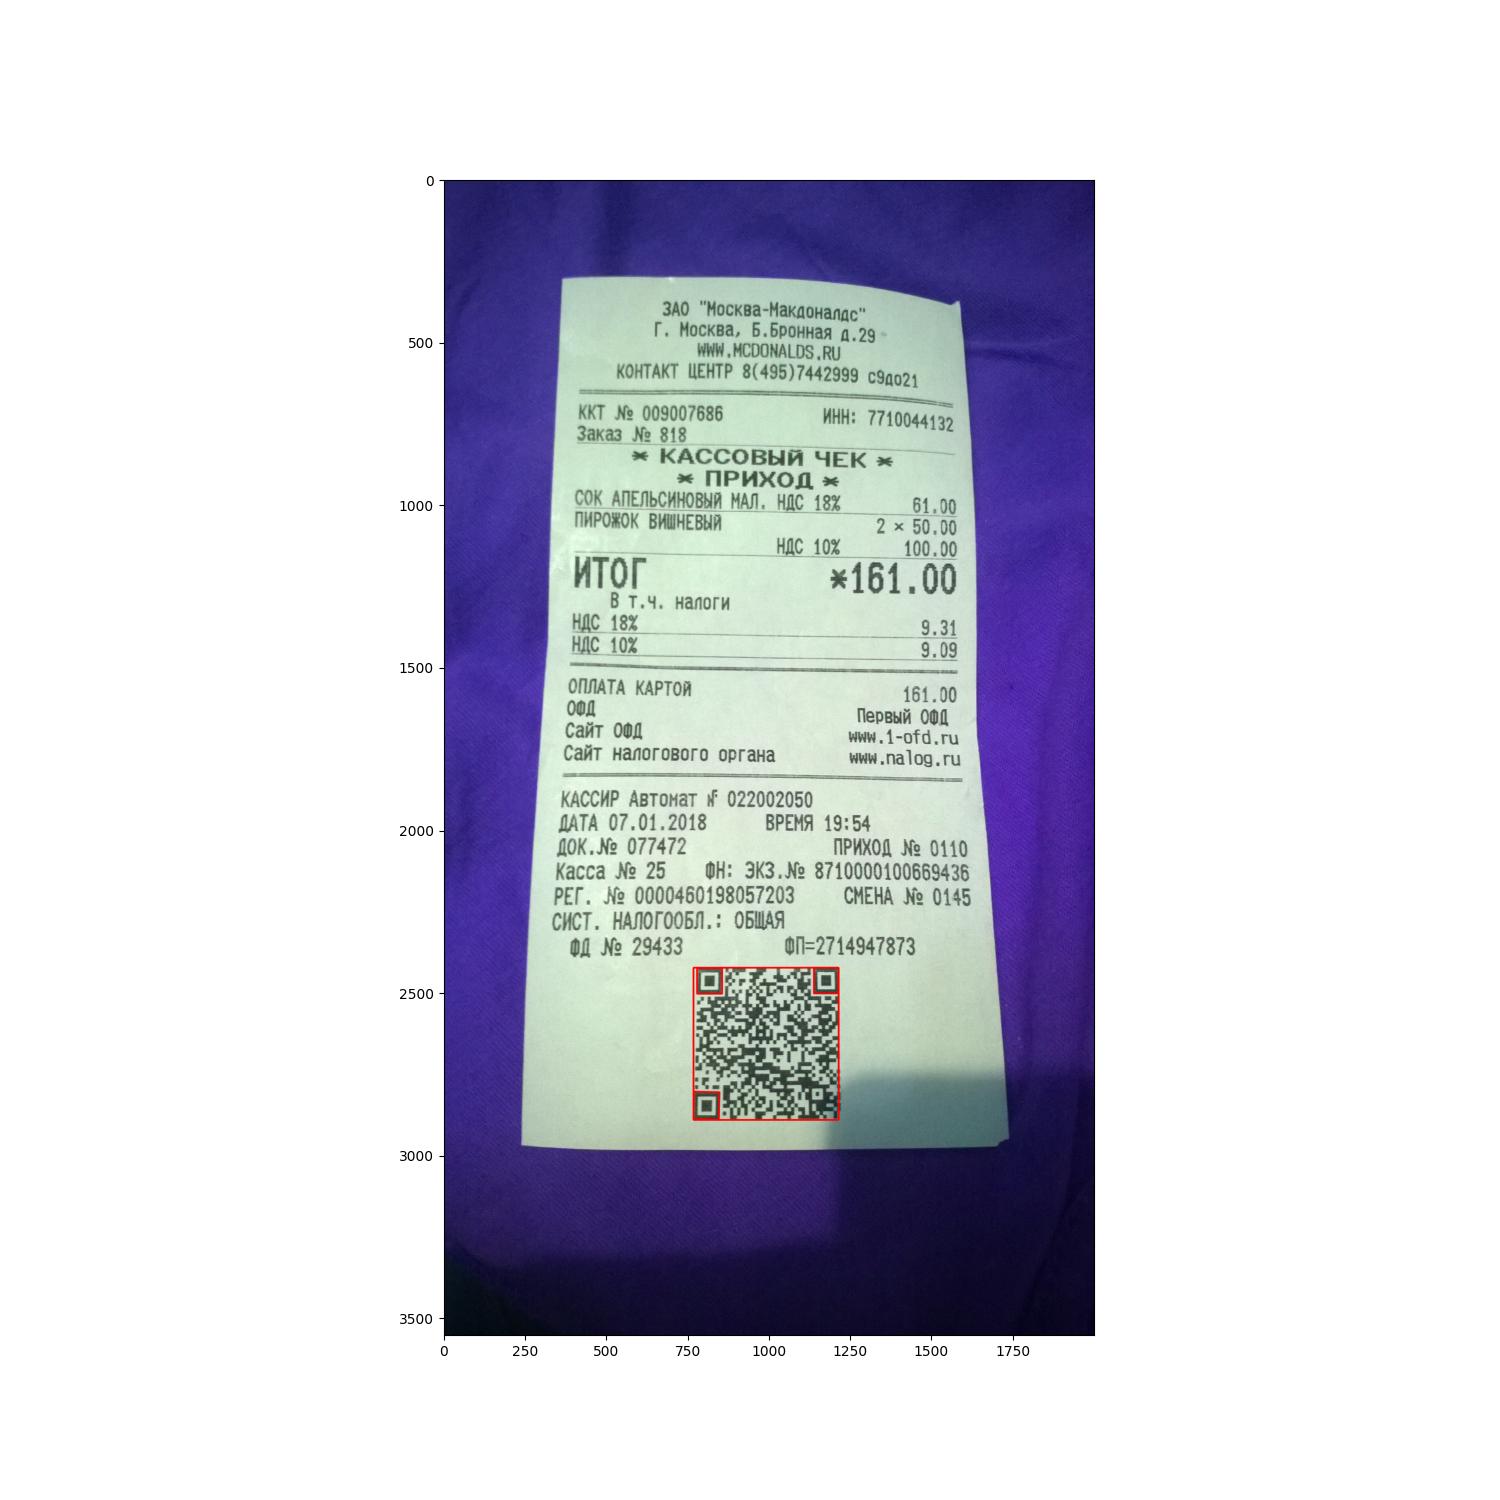 ЗАО "Москва-Макдоналдс"
Г. Москва, Б.Бронная д.29
WWW.MCDONALDS.RU
КОНТАКТ ЦЕНТР 8(495)7442999 с9до21
ККТ № 009007686 ИНН: 7710044132
Заказ № 818
* КАССОВЫЙ ЧЕК *
* ПРИХОД *
СОК АПЕЛЬСИНОВЫЙ МАЛ. НДС 18% 61.00
ПИРОЖОК ВИШНЕВЫЙ 2 × 50.00
НДС 10% 100.00
ИТОГ *161.00
В т.ч. налоги
НДС 18% 9.31
НДС 10% 9.09
ОПЛАТА КАРТОЙ 161.00
ОФД Первый ОФД
Сайт ОФД www.1-ofd.ru
Сайт налогового органа www.nalog.ru
КАССИР Автомат № 022002050
ДАТА 07.01.2018 ВРЕМЯ 19:54
ДОК.№ 077472 ПРИХОД № 0110
Касса № 25 ФН: ЭКЗ.№ 8710000100669436
РЕГ. № 0000460198057203 СМЕНА № 0145
СИСТ. НАЛОГООБЛ.: ОБЩАЯ
ФД № 29433 ФП=2714947873
0
500
1000
1500
2000
2500
3000
3500
0 250 500 750 1000 1250 1500 1750